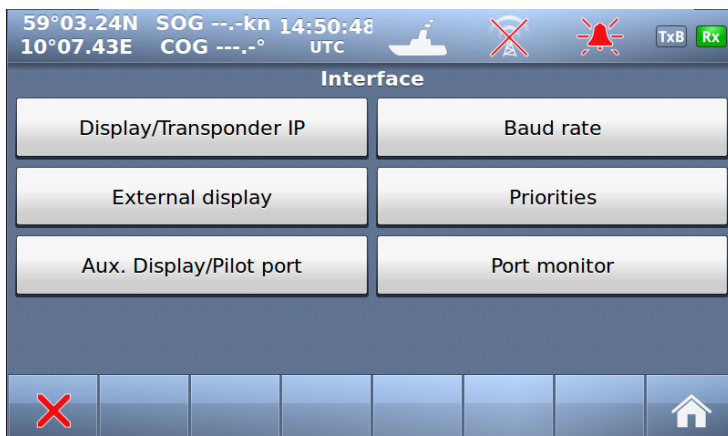 59°03.24N SOG --.-kn 14:50:48
10°07.43E COG ---.-° UTC TxB Rx
Interface
Display/Transponder IP Baud rate
External display Priorities
Aux. Display/Pilot port Port monitor